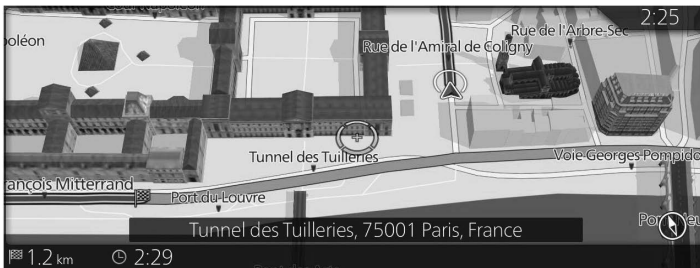 2:25
poléon
Rue de l'Arbre-Sec
Rue de l'Amiral de Coligny
Tunnel des Tuilleries
Voie Georges-Pompido
ançois Mitterrand
Port du Louvre
Tunnel des Tuilleries, 75001 Paris, France
1.2 km
2:29